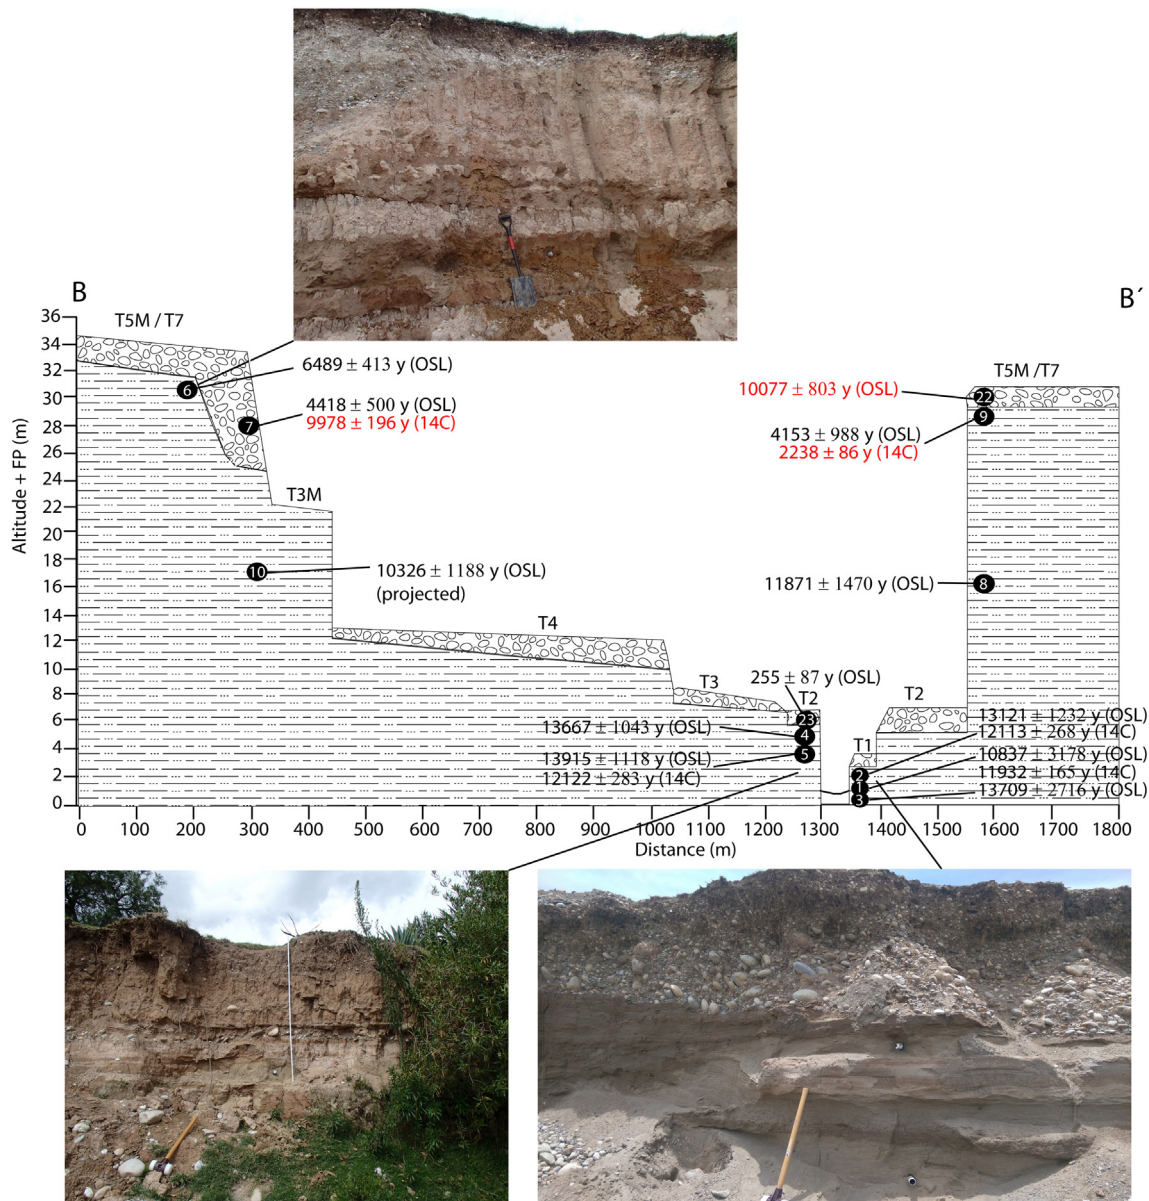 B
B´
T5M / T7
36
34
32
30
28
26
24
22
20
18
16
14
12
10
8
6
4
2
0
Altitude + FP (m)
6489 ± 413 y (OSL)
6
4418 ± 500 y (OSL)
9978 ± 196 y (14C)
7
T3M
10
10326 ± 1188 y (OSL)
(projected)
T4
T3
255 ± 87 y (OSL)
T2
23
13667 ± 1043 y (OSL)
4
13915 ± 1118 y (OSL)
12122 ± 283 y (14C)
5
T5M /T7
10077 ± 803 y (OSL)
22
9
4153 ± 988 y (OSL)
2238 ± 86 y (14C)
11871 ± 1470 y (OSL)
8
T2
T1
13121 ± 1232 y (OSL)
12113 ± 268 y (14C)
2
10837 ± 3178 y (OSL)
11932 ± 165 y (14C)
1
13709 ± 2716 y (OSL)
3
0 100 200 300 400 500 600 700 800 900 1000 1100 1200 1300 1400 1500 1600 1700 1800
Distance (m)